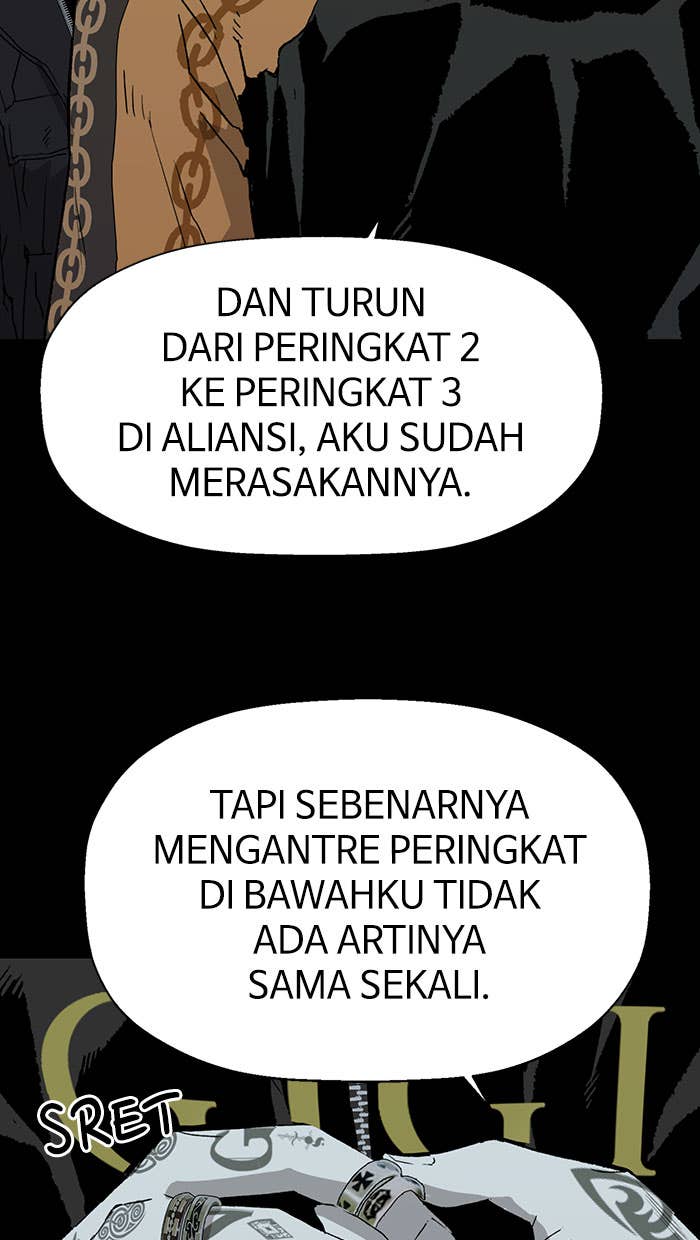 DAN TURUN
DARI PERINGKAT 2
KE PERINGKAT 3
DI ALIANSI, AKU SUDAH
MERASAKANNYA.
TAPI SEBENARNYA
MENGANTRE PERINGKAT
DI BAWAHKU TIDAK
ADA ARTINYA
SAMA SEKALI.
SRET